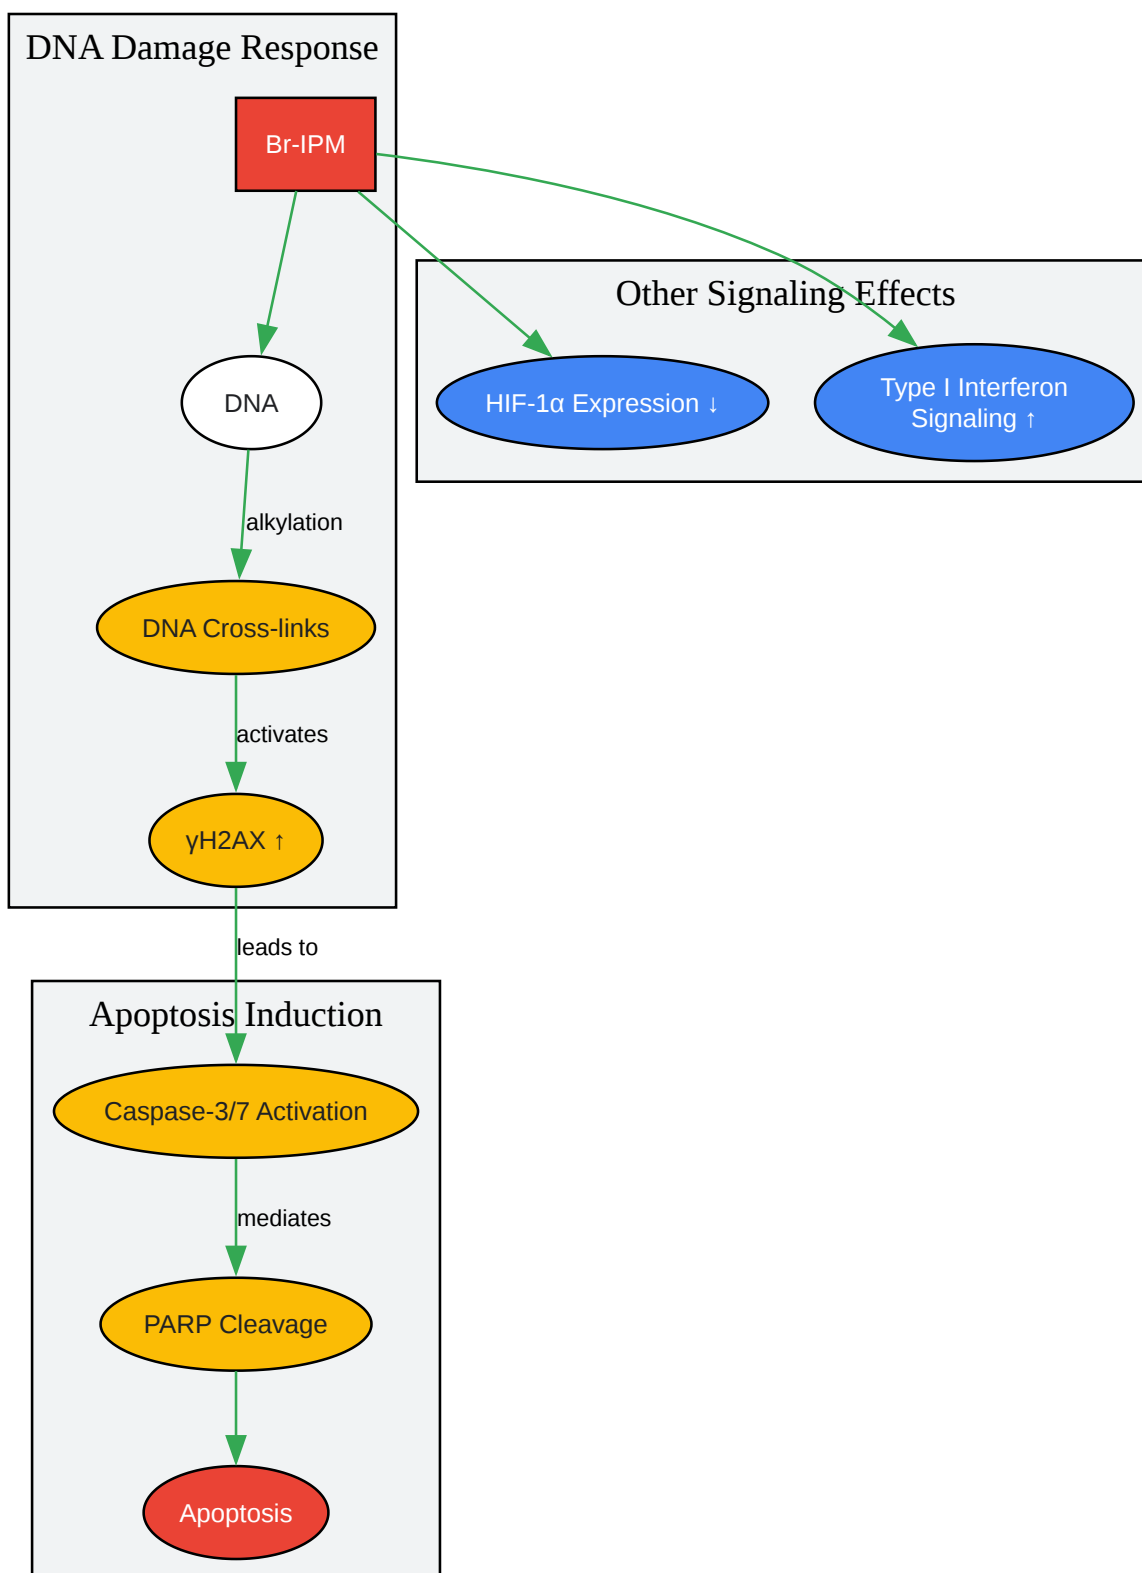 DNA Damage Response
Br-IPM
Other Signaling Effects
DNA
HIF-1α Expression ↓
Type I Interferon
Signaling ↑
alkylation
DNA Cross-links
activates
γH2AX ↑
leads to
Apoptosis Induction
Caspase-3/7 Activation
mediates
PARP Cleavage
Apoptosis